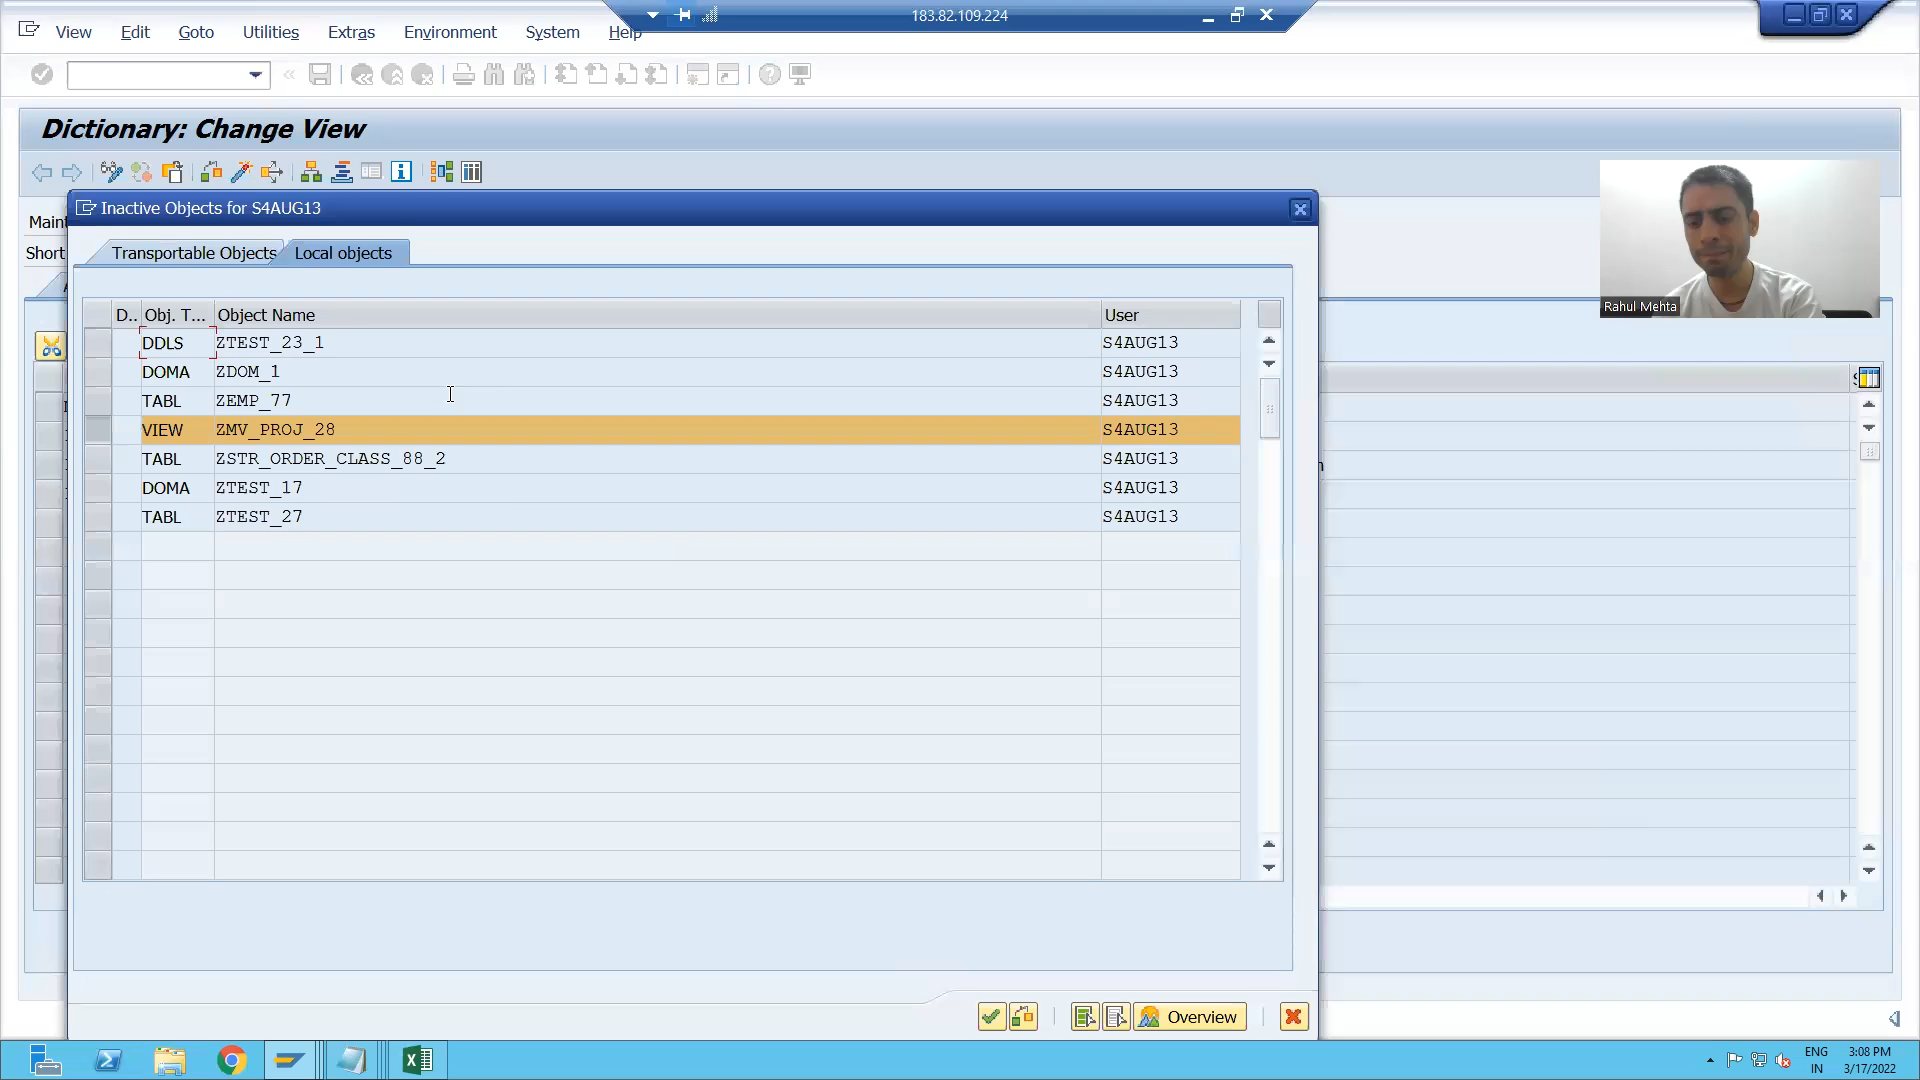 183.82.109.224
View Edit Goto Utilities Extras Environment System Help
Dictionary: Change View
Inactive Objects for S4AUG13
Maint
Short
Transportable Objects Local objects
Rahul Mehta
D.. Obj. T... Object Name User
DDLS ZTEST_23_1 S4AUG13
DOMA ZDOM_1 S4AUG13
TABL ZEMP_77 S4AUG13
VIEW ZMV_PROJ_28 S4AUG13
TABL ZSTR_ORDER_CLASS_88_2 S4AUG13
DOMA ZTEST_17 S4AUG13
TABL ZTEST_27 S4AUG13
Overview
ENG 3:08 PM
IN 3/17/2022